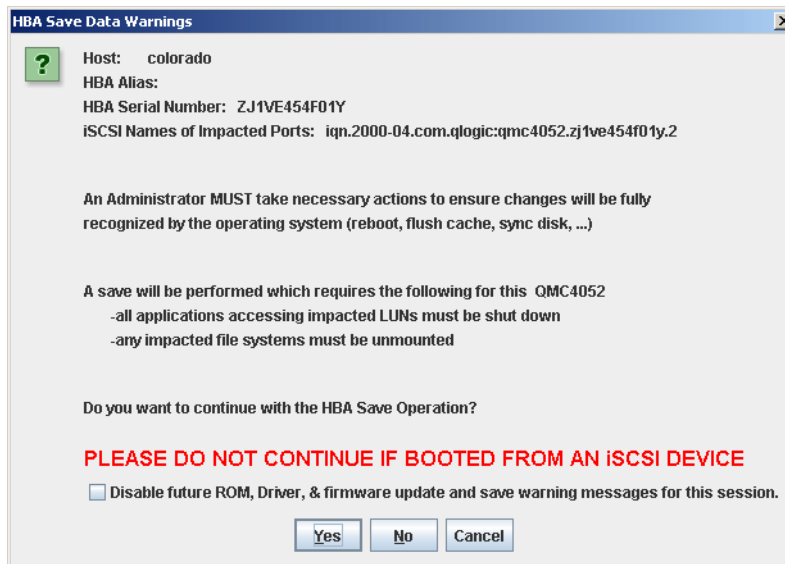 HBA Save Data Warnings
Host: colorado
HBA Alias:
HBA Serial Number: ZJ1VE454F01Y
iSCSI Names of Impacted Ports: iqn.2000-04.com.qlogic:qmc4052.zj1ve454f01y.2
An Administrator MUST take necessary actions to ensure changes will be fully
recognized by the operating system (reboot, flush cache, sync disk, ...)
A save will be performed which requires the following for this QMC4052
-all applications accessing impacted LUNs must be shut down
-any impacted file systems must be unmounted
Do you want to continue with the HBA Save Operation?
PLEASE DO NOT CONTINUE IF BOOTED FROM AN iSCSI DEVICE
Disable future ROM, Driver, & firmware update and save warning messages for this session.
Yes No Cancel